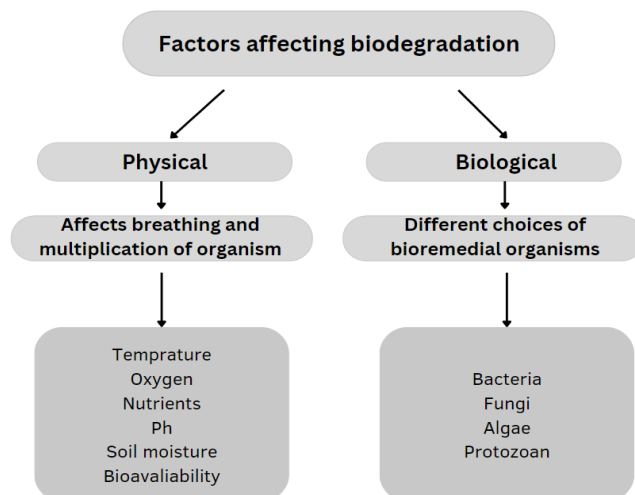 Factors affecting biodegradation
Physical
Biological
Affects breathing and
multiplication of organism
Different choices of
bioremedial organisms
Temprature
Oxygen
Nutrients
Ph
Soil moisture
Bioavaliability
Bacteria
Fungi
Algae
Protozoan